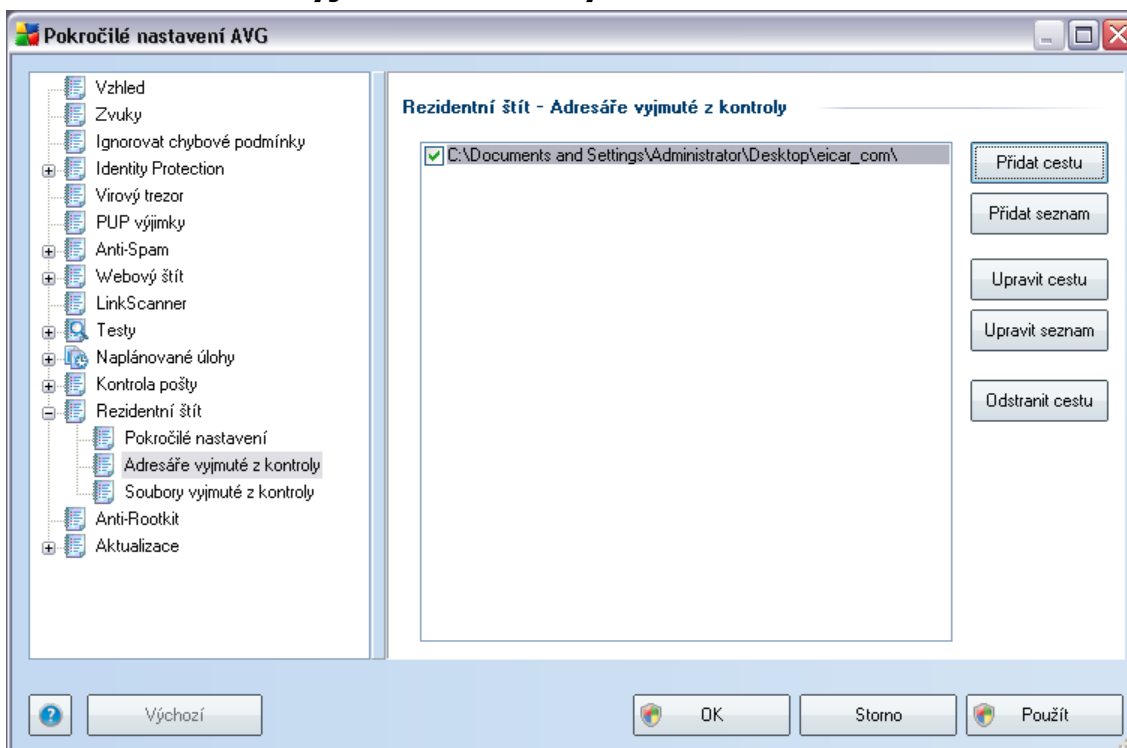 Pokročilé nastavení AVG
Vzhled
Zvuky
Ignorovat chybové podmínky
Identity Protection
Virový trezor
PUP výjimky
Anti-Spam
Webový štít
LinkScanner
Testy
Naplánované úlohy
Kontrola pošty
Rezidentní štít
Pokročilé nastavení
Adresáře vyjmuté z kontroly
Soubory vyjmuté z kontroly
Anti-Rootkit
Aktualizace
Rezidentní štít - Adresáře vyjmuté z kontroly
C:\Documents and Settings\Administrator\Desktop\eicar_com\
Přidat cestu
Přidat seznam
Upravit cestu
Upravit seznam
Odstranit cestu
Výchozí
OK
Storno
Použít